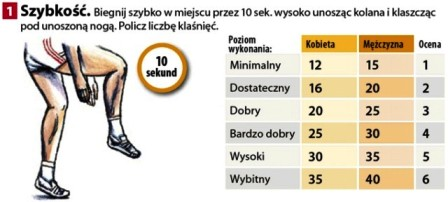 1 Szybkość. Biegnij szybko w miejscu przez 10 sek. wysoko unosząc kolana i klaszcząc
pod unoszoną nogą. Policz liczbę klaśnięć.
10
sekund
Poziom
wykonania: Kobieta Mężczyzna Ocena
Minimalny 12 15 1
Dostateczny 16 20 2
Dobry 20 25 3
Bardzo dobry 25 30 4
Wysoki 30 35 5
Wybitny 35 40 6